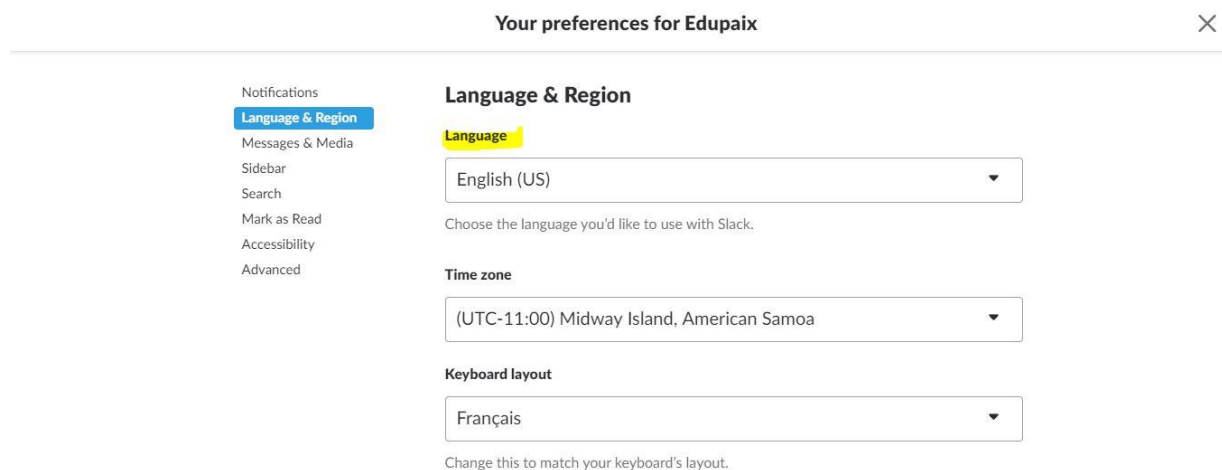 Your preferences for Edupaix
Notifications
Language & Region
Messages & Media
Sidebar
Search
Mark as Read
Accessibility
Advanced
Language & Region
Language
English (US)
Choose the language you’d like to use with Slack.
Time zone
(UTC-11:00) Midway Island, American Samoa
Keyboard layout
Français
Change this to match your keyboard’s layout.